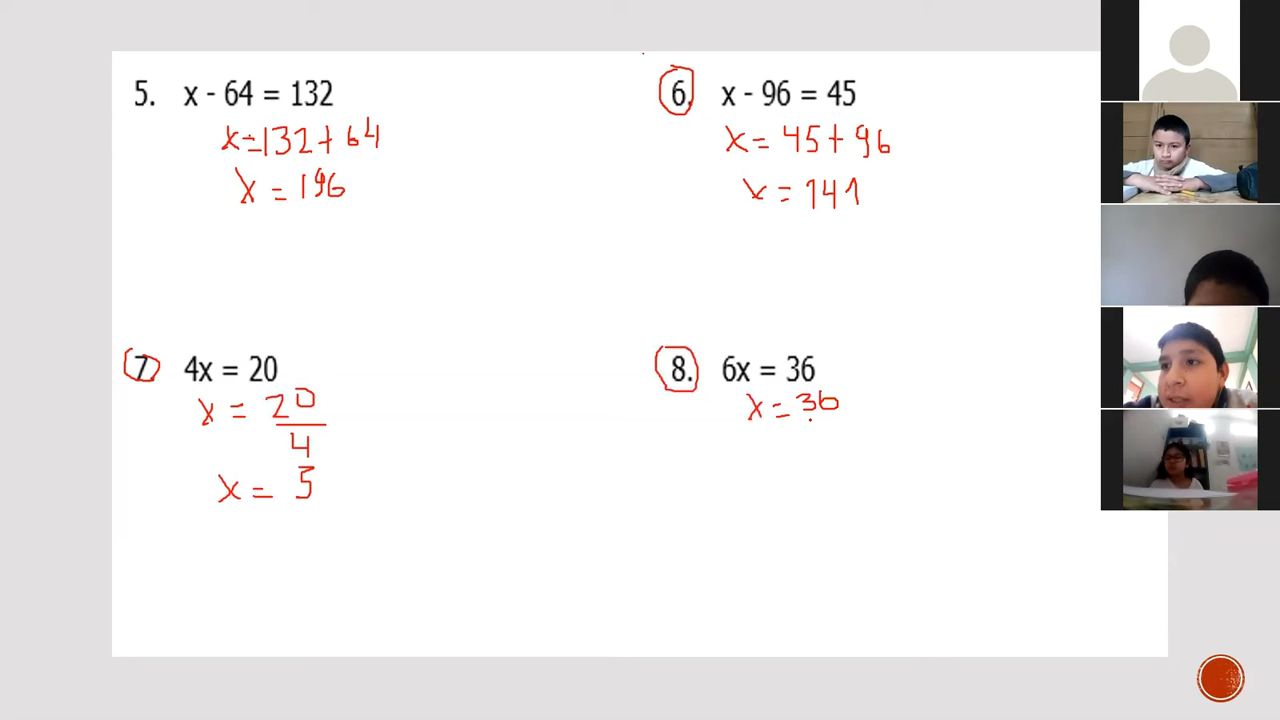 5. x - 64 = 132
x=132+64
x = 196
6. x - 96 = 45
x = 45+96
x = 141
7 4x = 20
x = 20
4
x = 5
8. 6x = 36
x = 36